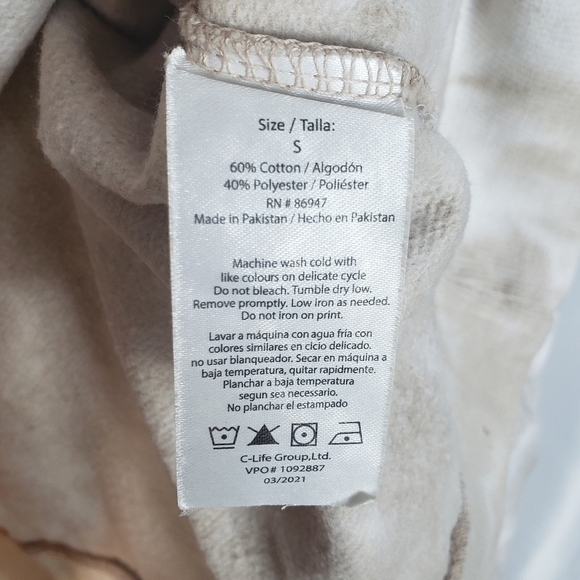 Size / Talla:
S
60% Cotton / Algodón
40% Polyester / Poliéster
RN # 86947
Made in Pakistan / Hecho en Pakistan
Machine wash cold with
like colours on delicate cycle
Do not bleach. Tumble dry low.
Remove promptly. Low iron as needed.
Do not iron on print.
Lavar a máquina con agua fria con
colores similares en ciclo delicado.
no usar blanqueador. Secar en máquina a
baja temperatura, quitar rapidamente.
Planchar a baja temperatura
segun sea necessario.
No planchar el estampado
C-Life Group,Ltd.
VPO# 1092887
03/2021